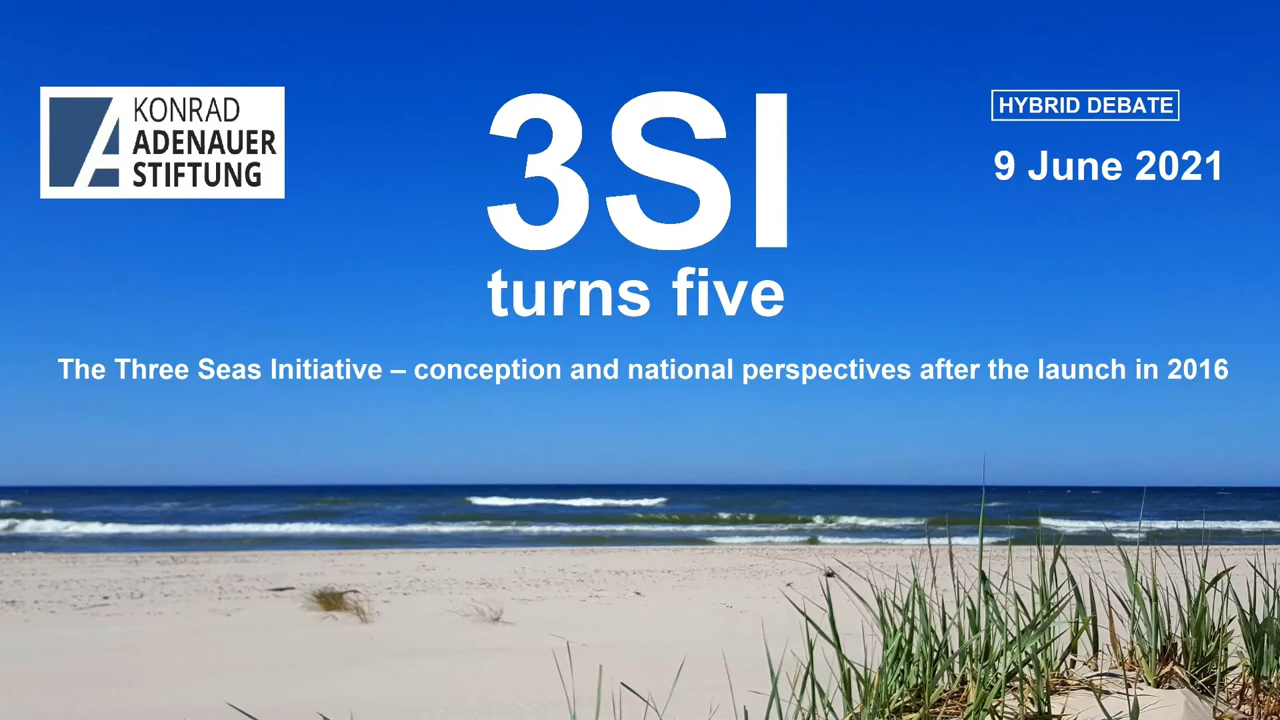 KONRAD
ADENAUER
STIFTUNG
3SI
turns five
HYBRID DEBATE
9 June 2021
The Three Seas Initiative – conception and national perspectives after the launch in 2016